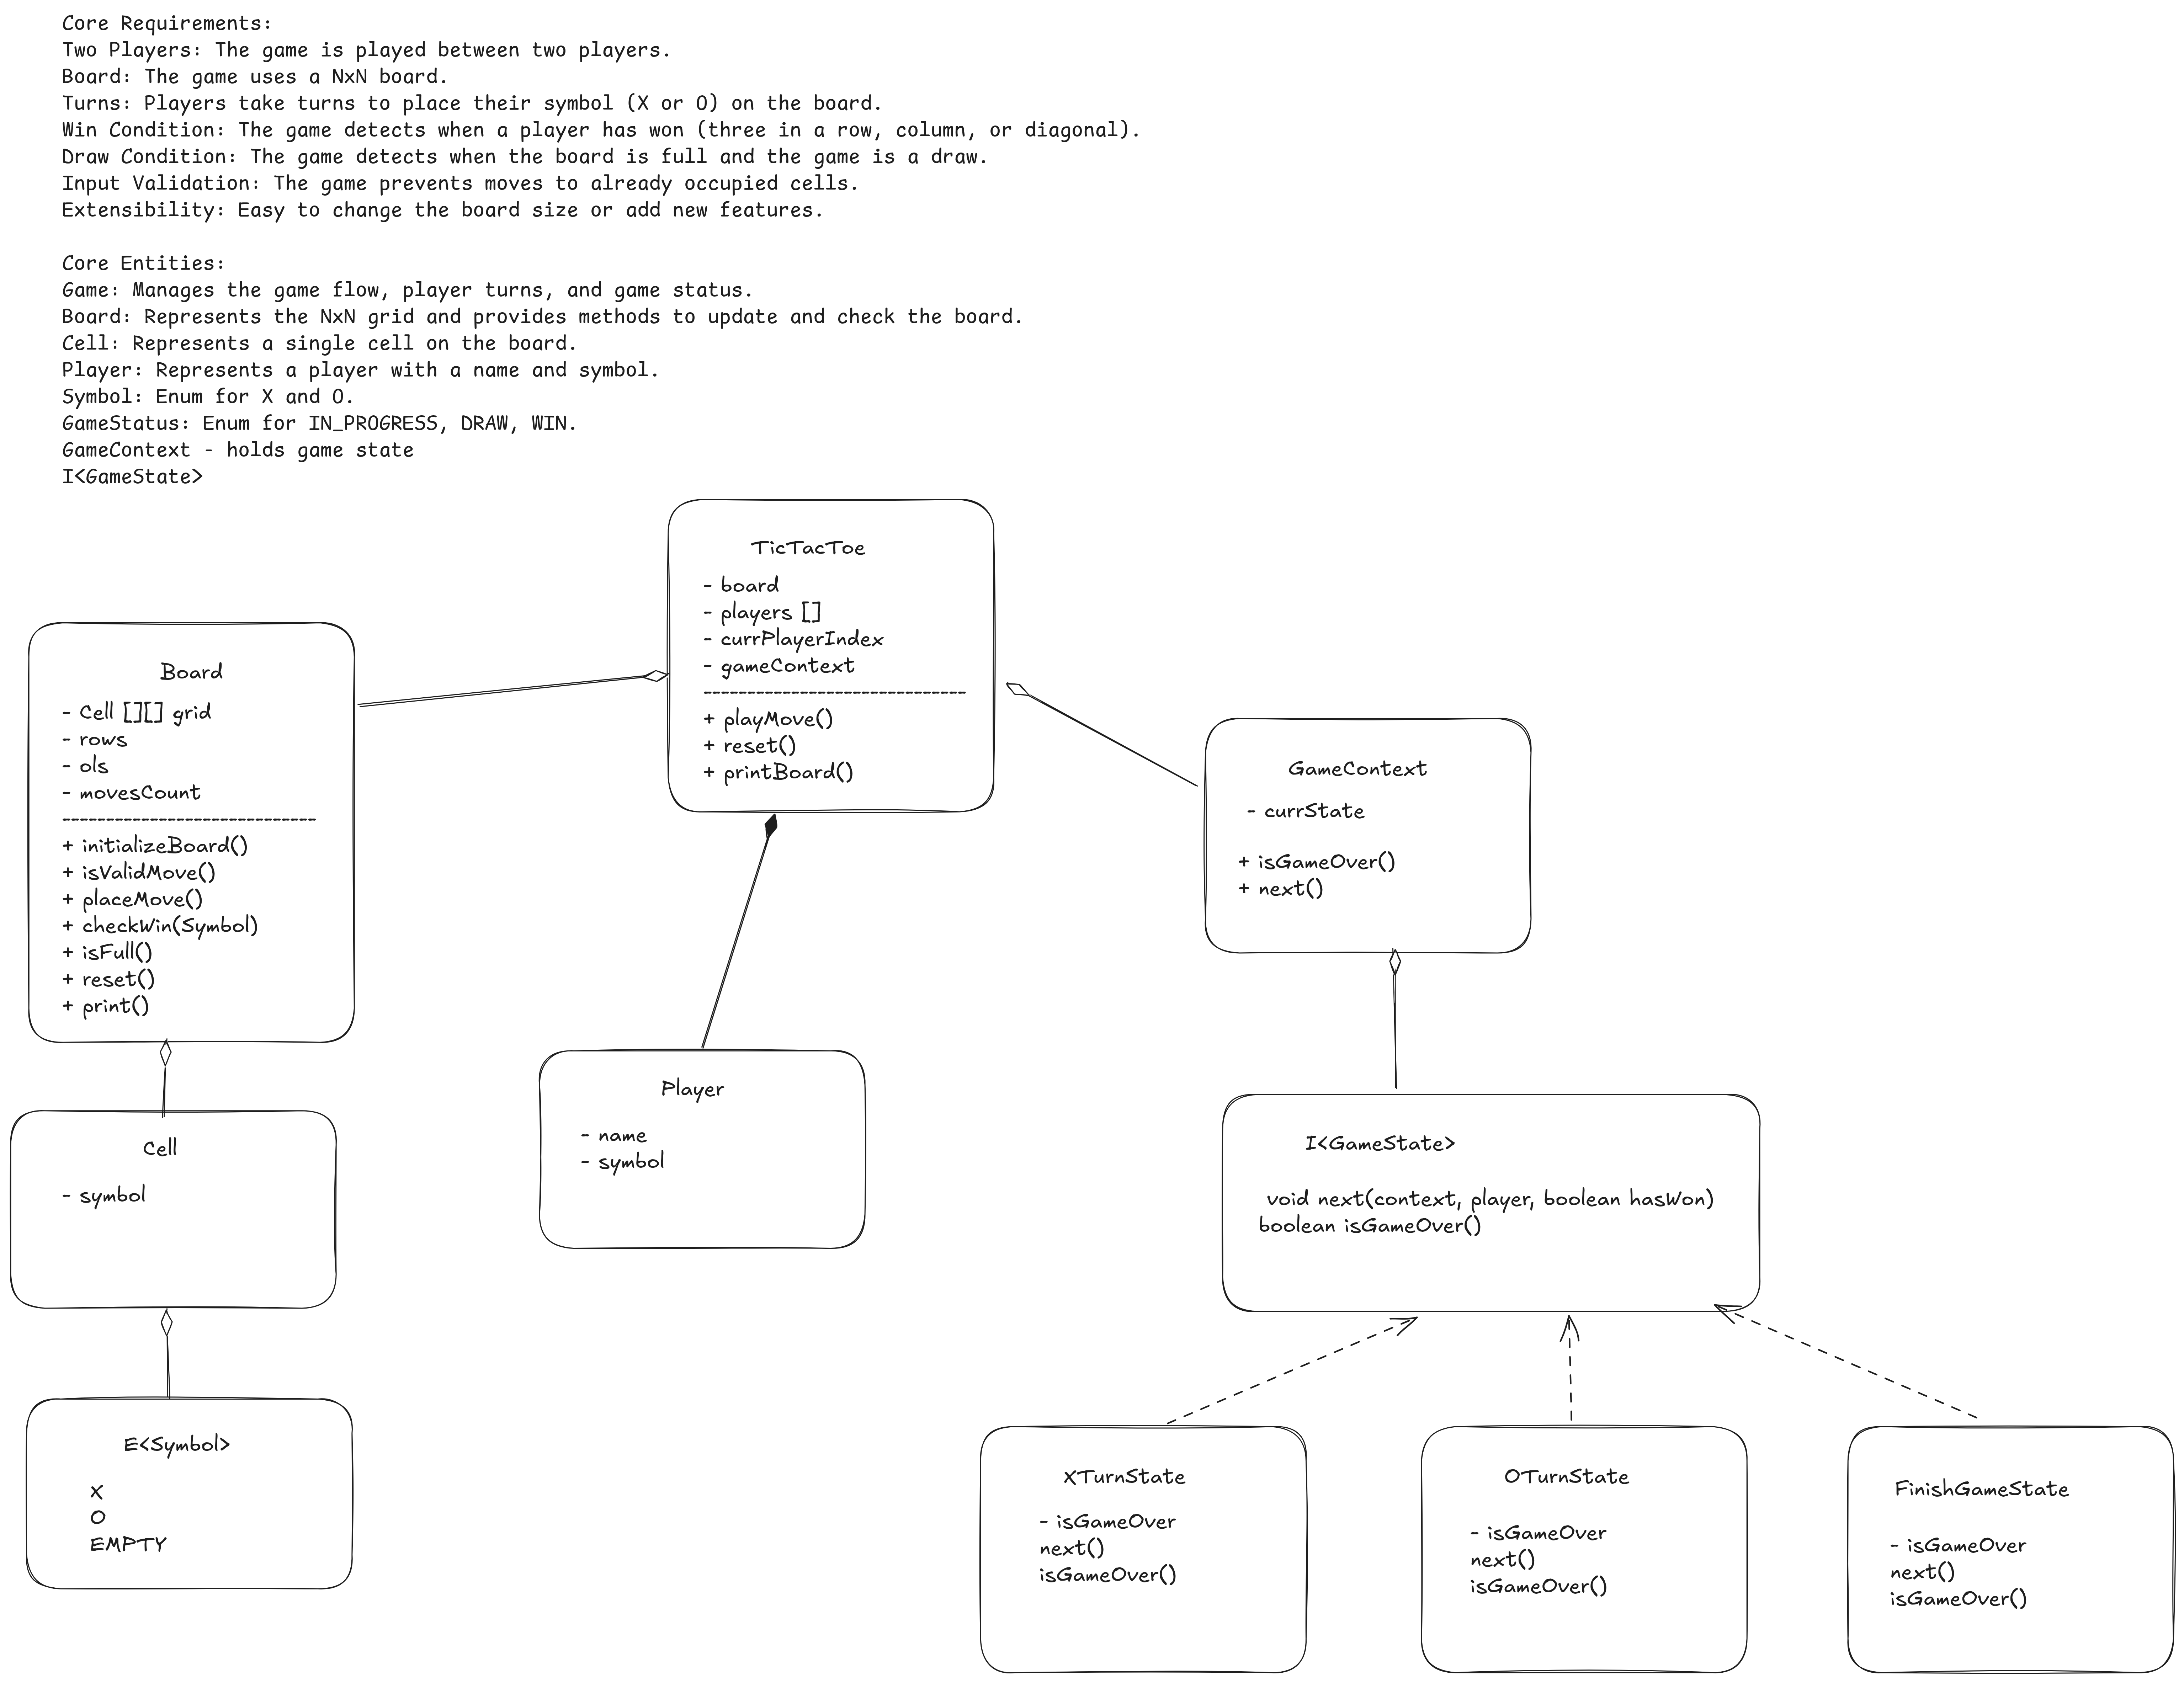 Core Requirements:
Two Players: The game is played between two players.
Board: The game uses a NxN board.
Turns: Players take turns to place their symbol (X or O) on the board.
Win Condition: The game detects when a player has won (three in a row, column, or diagonal).
Draw Condition: The game detects when the board is full and the game is a draw.
Input Validation: The game prevents moves to already occupied cells.
Extensibility: Easy to change the board size or add new features.
Core Entities:
Game: Manages the game flow, player turns, and game status.
Board: Represents the NxN grid and provides methods to update and check the board.
Cell: Represents a single cell on the board.
Player: Represents a player with a name and symbol.
Symbol: Enum for X and O.
GameStatus: Enum for IN_PROGRESS, DRAW, WIN.
GameContext - holds game state
I<GameState>
TicTacToe
- board
- players []
- currPlayerIndex
- gameContext
------------------------------
+ playMove()
+ reset()
+ printBoard()
Board
- Cell [][] grid
- rows
- ols
- movesCount
-----------------------------
+ initializeBoard()
+ isValidMove()
+ placeMove()
+ checkWin(Symbol)
+ isFull()
+ reset()
+ print()
GameContext
- currState
+ isGameOver()
+ next()
Player
- name
- symbol
Cell
- symbol
I<GameState>
void next(context, player, boolean hasWon)
boolean isGameOver()
E<Symbol>
X
O
EMPTY
XTurnState
- isGameOver
next()
isGameOver()
OTurnState
- isGameOver
next()
isGameOver()
FinishGameState
- isGameOver
next()
isGameOver()